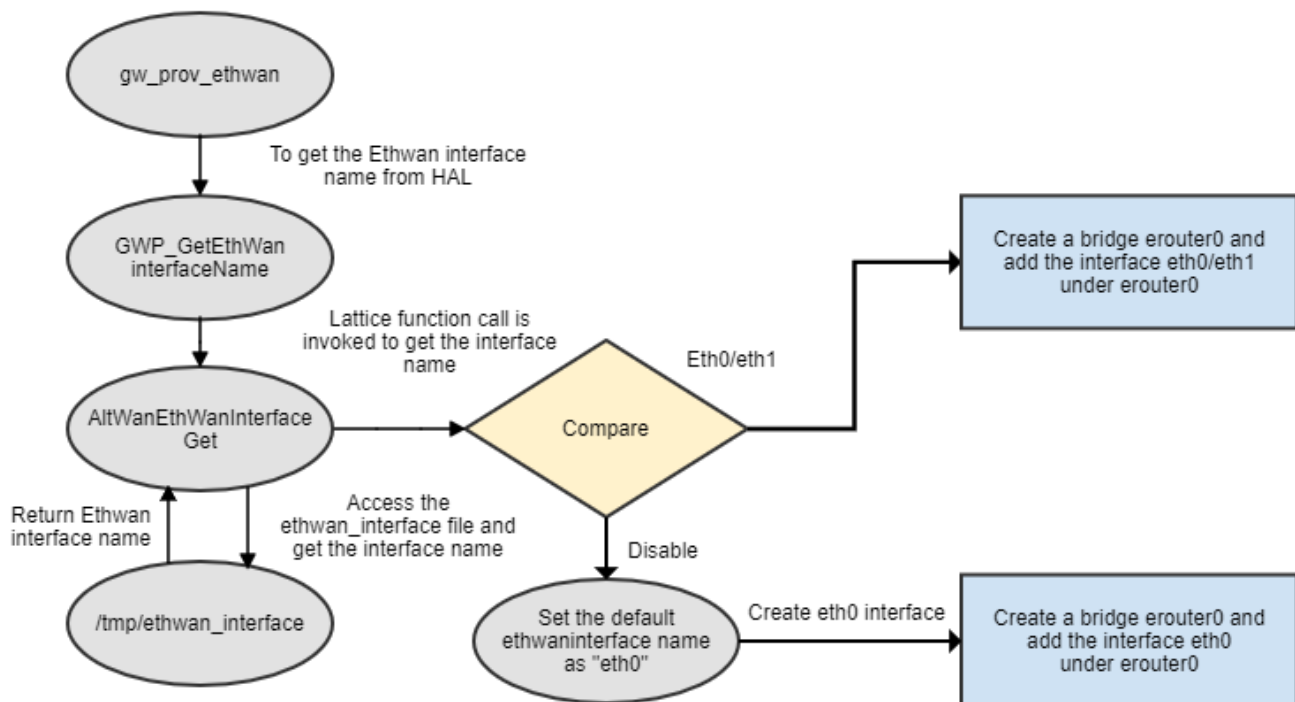 gw_prov_ethwan
To get the Ethwan interface
name from HAL
GWP_GetEthWan
interfaceName
Create a bridge erouter0 and
add the interface eth0/eth1
under erouter0
Lattice function call is
invoked to get the interface
name
Eth0/eth1
AltWanEthWanInterface
Get
Compare
Return Ethwan
interface name
Access the
ethwan_interface file and
get the interface name
Disable
/tmp/ethwan_interface
Set the default
ethwaninterface name
as "eth0"
Create eth0 interface
Create a bridge erouter0 and
add the interface eth0
under erouter0